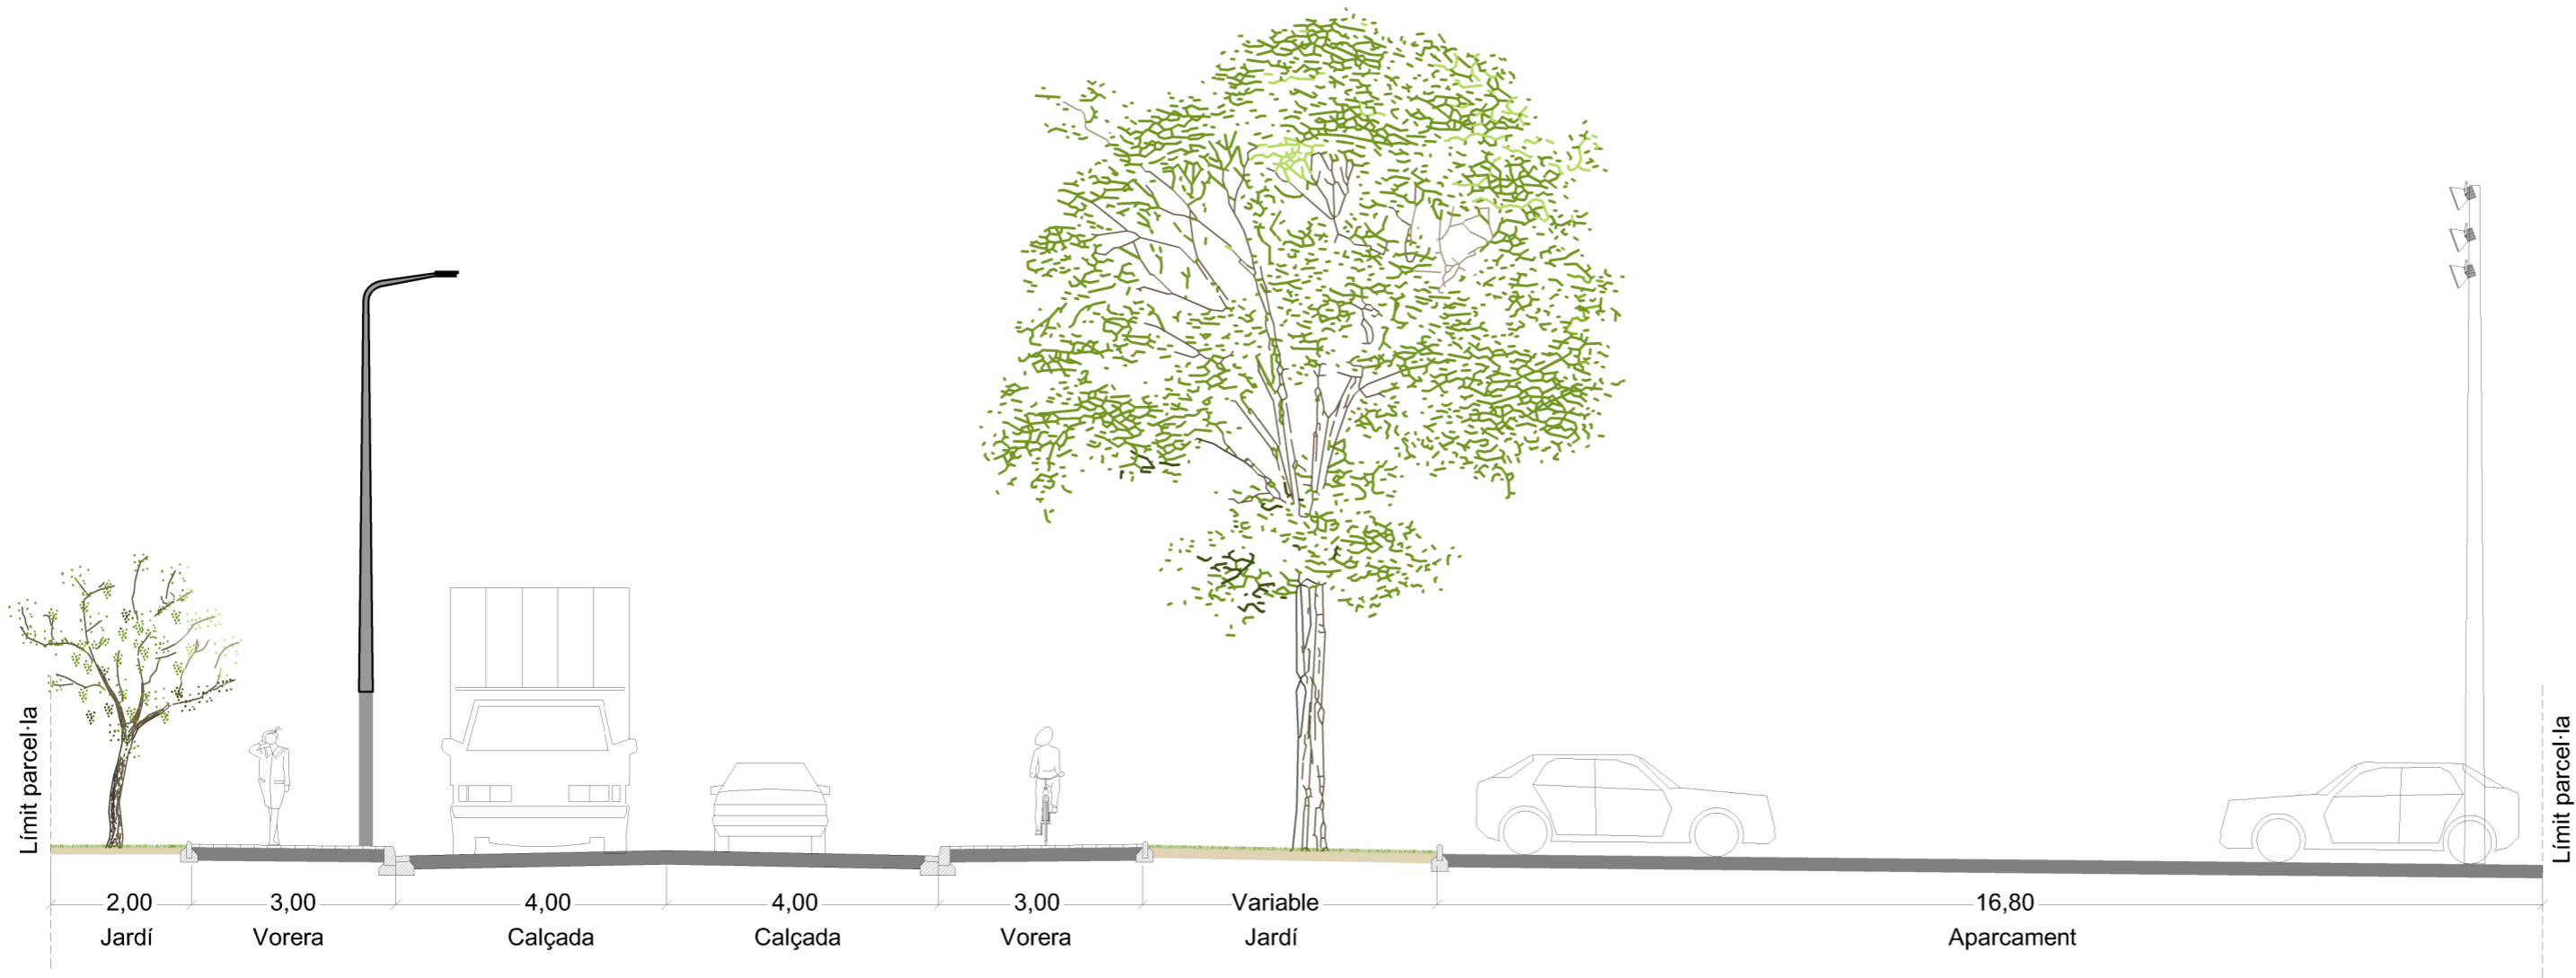 Límit parcel·la
Límit parcel·la
2,00 3,00 4,00 4,00 3,00 Variable 16,80
Jardí Vorera Calçada Calçada Vorera Jardí Aparcament